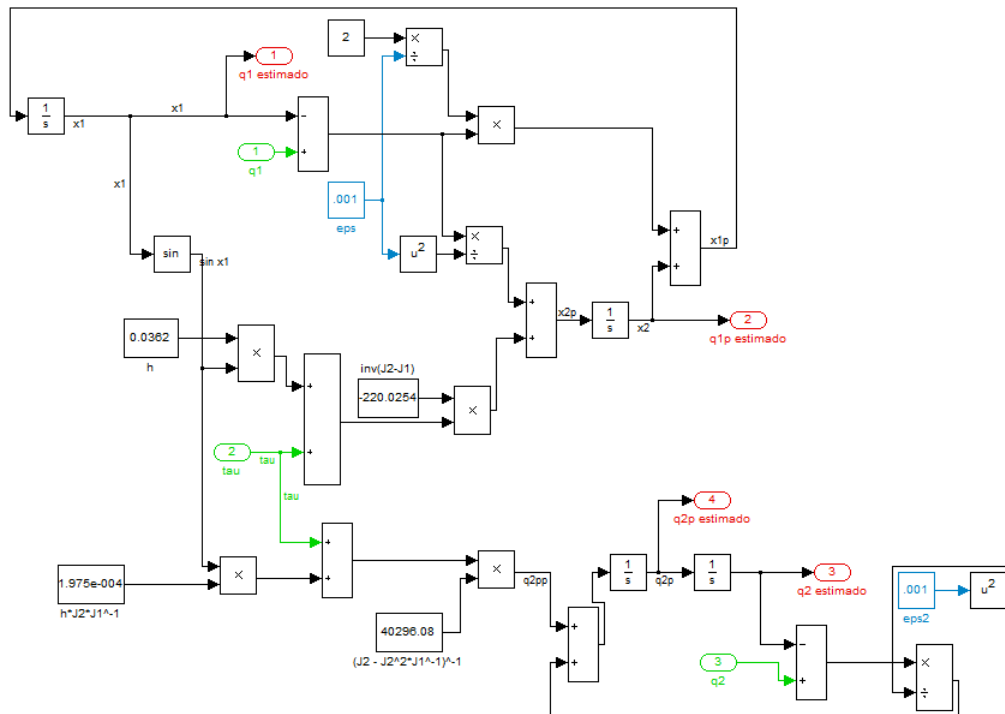 2
×
÷
1
q1 estimado
1
s
x1
x1
-
+
×
1
q1
x1
.001
eps
×
÷
u²
+
+
x1p
sin
sin x1
+
+
x2p
1
s
x2
2
q1p estimado
0.0362
h
×
+
+
inv(J2-J1)
-220.0254
×
2
tau
tau
tau
4
q2p estimado
+
+
×
q2pp
1
s
q2p
1
s
3
q2 estimado
.001
eps2
u²
1.975e-004
h*J2*J1^-1
×
40296.08
(J2 - J2^2*J1^-1)^-1
+
+
-
+
3
q2
×
÷